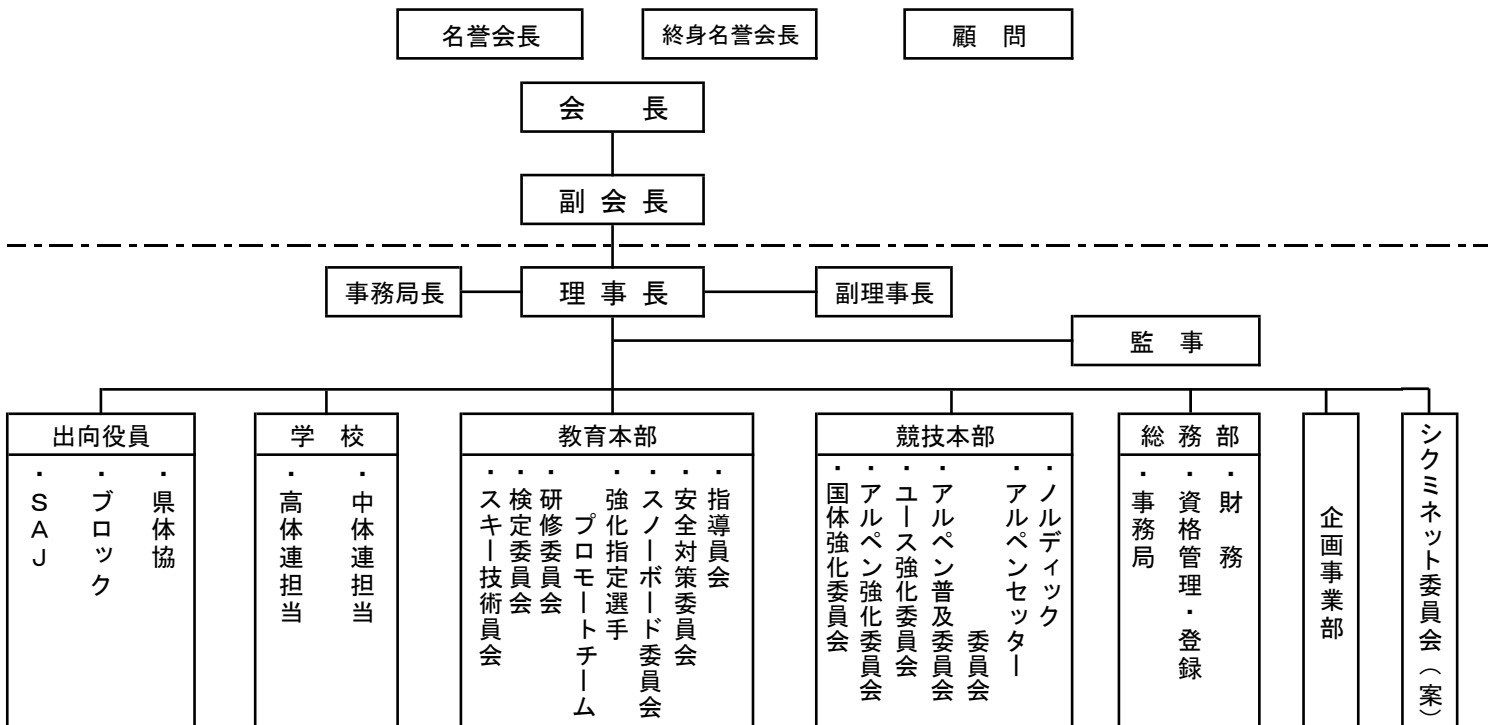 名誉会長
終身名誉会長
顧　問
会　長
副 会 長
事務局長
理 事 長
副理事長
監　事
出向役員
・県体協
・ブロック
・ＳＡＪ
学　校
・中体連担当
・高体連担当
教育本部
・指導員会
・安全対策委員会
・スノーボード委員会
・強化指定選手
プロモートチーム
・研修委員会
・検定委員会
・スキー技術員会
競技本部
・ノルディック
・アルペンセッター
委員会
・アルペン普及委員会
・ユース強化委員会
・アルペン強化委員会
・国体強化委員会
総 務 部
・財　務
・資格管理・登録
・事務局
企画事業部
シクミネット委員会（案）